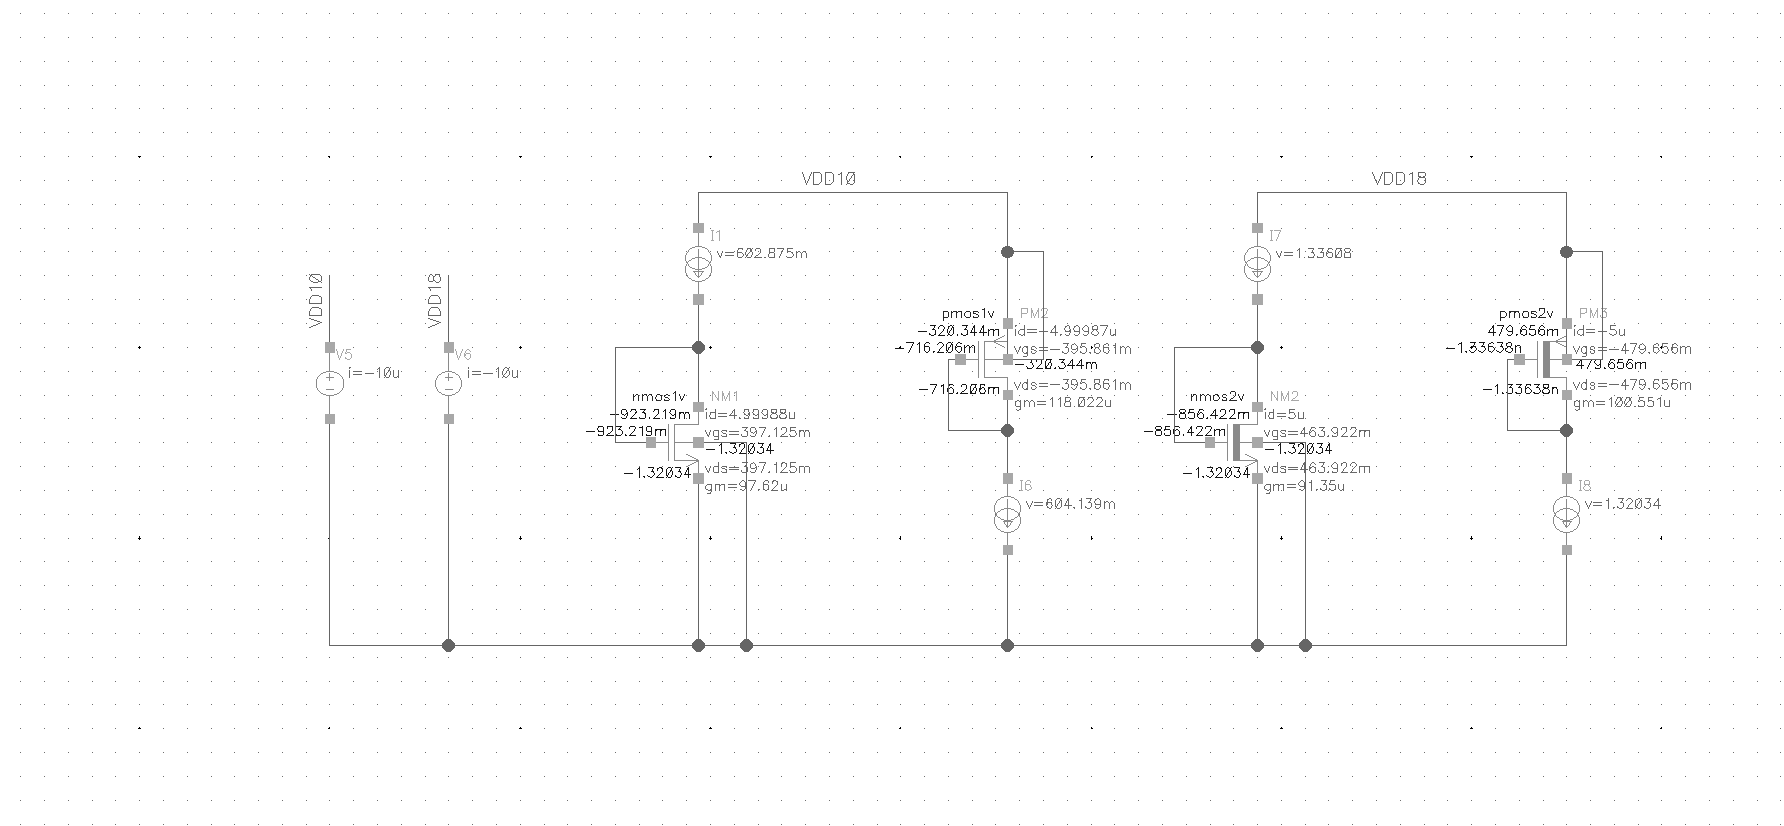 VDD10
VDD18
VDD10
V5
i=-10u
VDD18
V6
i=-10u
I1
v=602.875m
nmos1v
NM1
-923.219m
id=4.99988u
-923.219m
vgs=397.125m
-1.32034
vds=397.125m
-1.32034
gm=97.62u
pmos1v
PM2
-320.344m
id=-4.99987u
-716.206m
vgs=-395.861m
-320.344m
vds=-395.861m
-716.206m
gm=118.022u
I6
v=604.139m
I7
v=1.33608
nmos2v
NM2
-856.422m
id=5u
-856.422m
vgs=463.922m
-1.32034
vds=463.922m
-1.32034
gm=91.35u
pmos2v
PM3
479.656m
id=-5u
-1.33638n
vgs=-479.656m
479.656m
vds=-479.656m
-1.33638n
gm=100.551u
I8
v=1.32034